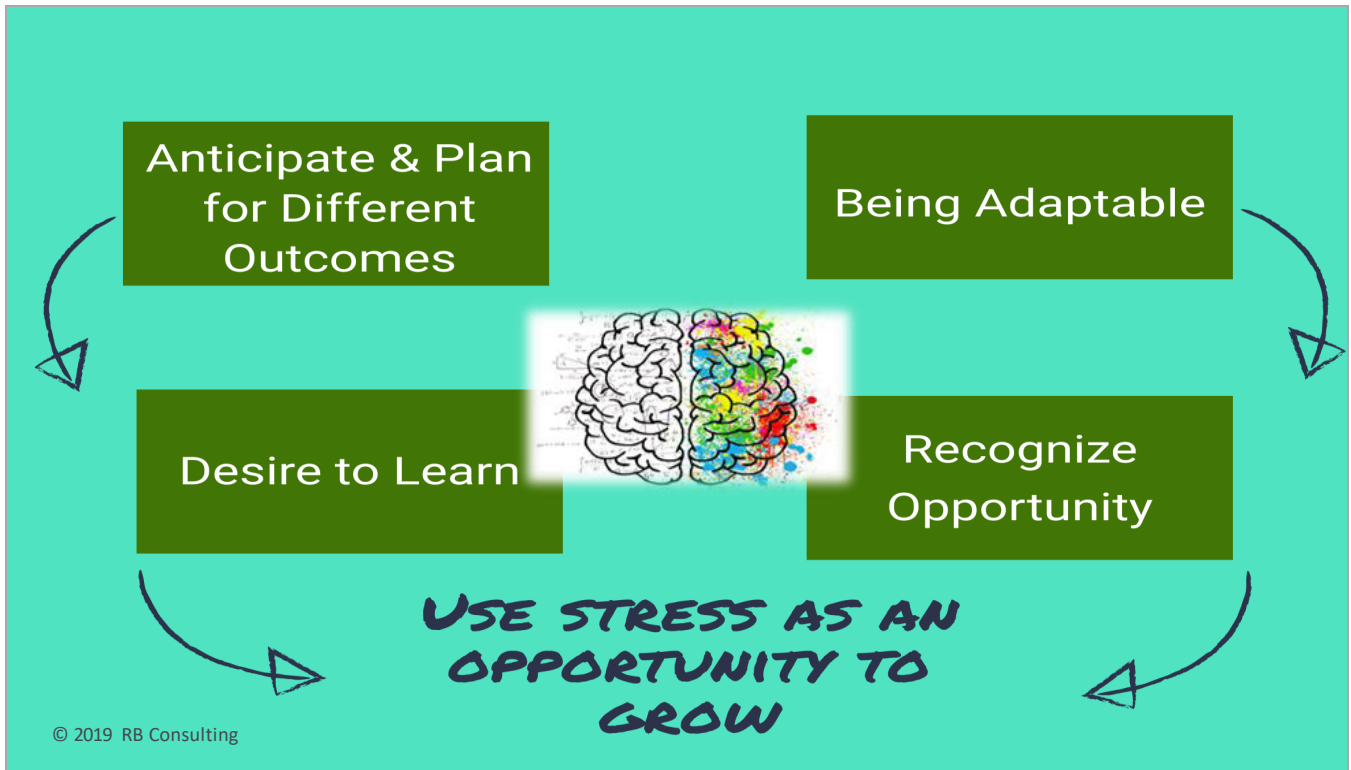 Anticipate & Plan
for Different
Outcomes
Being Adaptable
Desire to Learn
Recognize
Opportunity
USE STRESS AS AN
OPPORTUNITY TO
GROW
© 2019 RB Consulting